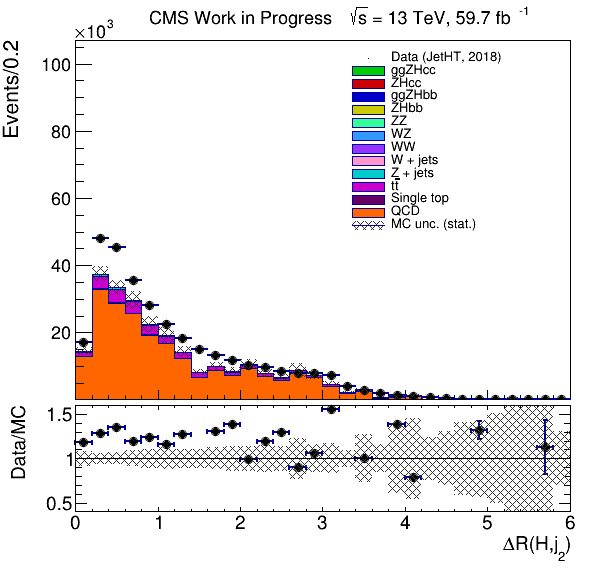 CMS Work in Progress √s = 13 TeV, 59.7 fb⁻¹
×10³
Events/0.2
100
80
60
40
20
Data (JetHT, 2018)
ggZHcc
ZHcc
ggZHbb
ZHbb
ZZ
WZ
WW
W + jets
Z + jets
tt̄
Single top
QCD
MC unc. (stat.)
Data/MC
1.5
1
0.5
0 1 2 3 4 5 6
ΔR(H,j₂)